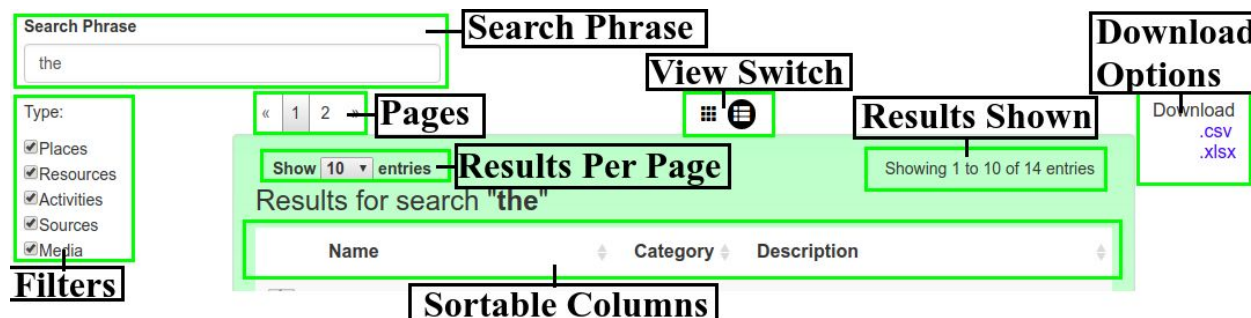 Search Phrase
Search Phrase
the
Download
Options
View Switch
Type:
« 1 2 »
Pages
Results Shown
Download
.csv
.xlsx
Places
Resources
Activities
Sources
Media
Show 10 entries
Results Per Page
Showing 1 to 10 of 14 entries
Results for search "the"
Name Category Description
Filters
Sortable Columns